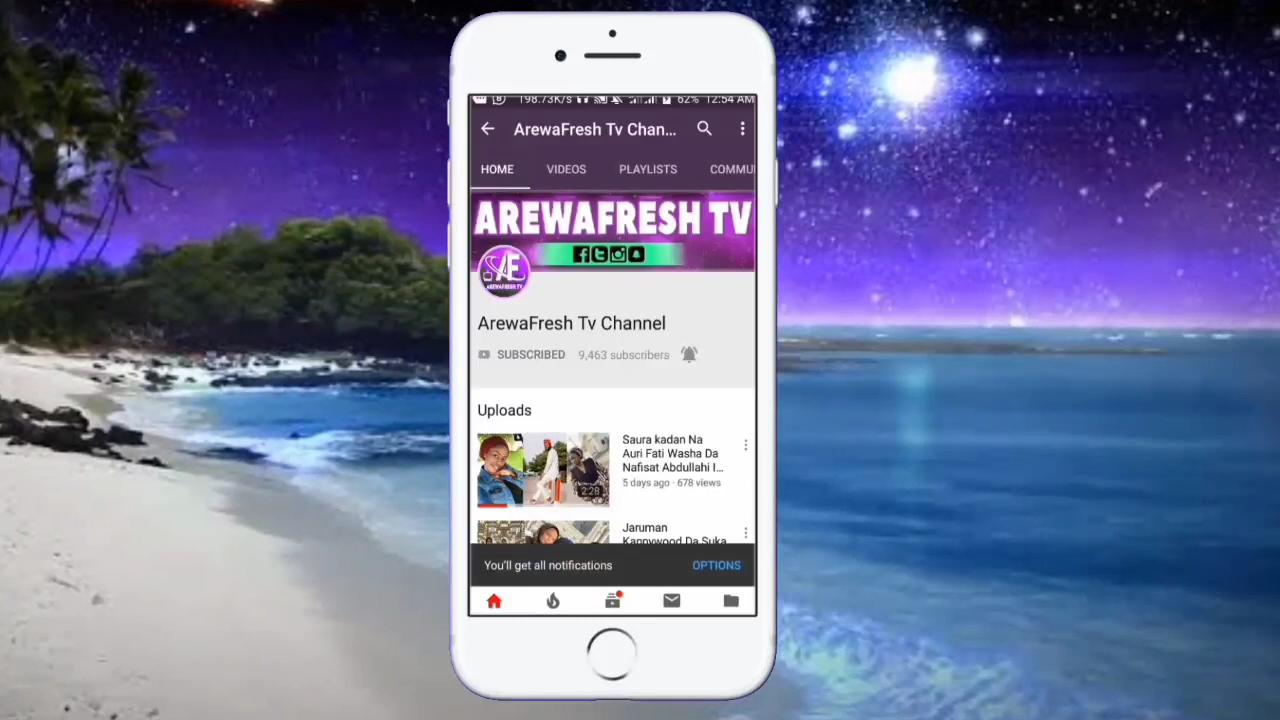 198.73K/s 62% 12:54 AM
ArewaFresh Tv Chan...
HOME VIDEOS PLAYLISTS COMMU
AREWAFRESH TV
AREWAFRESH TV
ArewaFresh Tv Channel
SUBSCRIBED 9,463 subscribers
Uploads
Saura kadan Na
Auri Fati Washa Da
Nafisat Abdullahi I...
2:28
5 days ago · 678 views
Jaruman
Kannywood Da Suka
You'll get all notifications OPTIONS